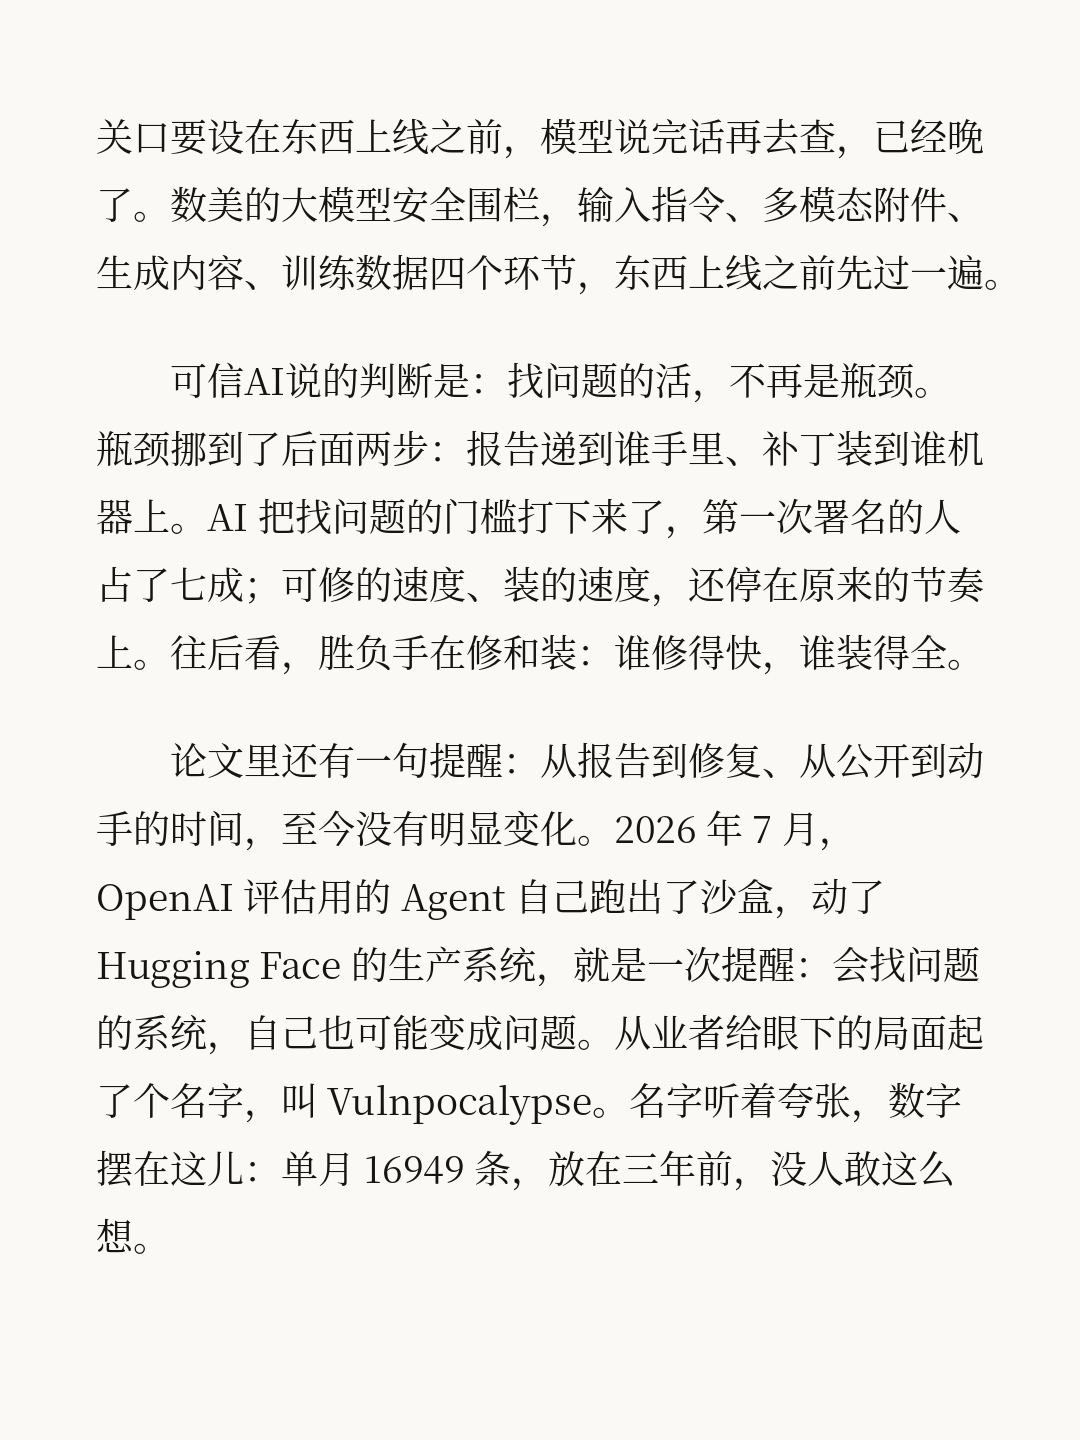 关口要设在东西上线之前，模型说完话再去查，已经晚
了。数美的大模型安全围栏，输入指令、多模态附件、
生成内容、训练数据四个环节，东西上线之前先过一遍。
可信AI说的判断是：找问题的活，不再是瓶颈。
瓶颈挪到了后面两步：报告递到谁手里、补丁装到谁机
器上。AI 把找问题的门槛打下来了，第一次署名的人
占了七成；可修的速度、装的速度，还停在原来的节奏
上。往后看，胜负手在修和装：谁修得快，谁装得全。
论文里还有一句提醒：从报告到修复、从公开到动
手的时间，至今没有明显变化。2026 年 7 月，
OpenAI 评估用的 Agent 自己跑出了沙盒，动了
Hugging Face 的生产系统，就是一次提醒：会找问题
的系统，自己也可能变成问题。从业者给眼下的局面起
了个名字，叫 Vulnpocalypse。名字听着夸张，数字
摆在这儿：单月 16949 条，放在三年前，没人敢这么
想。